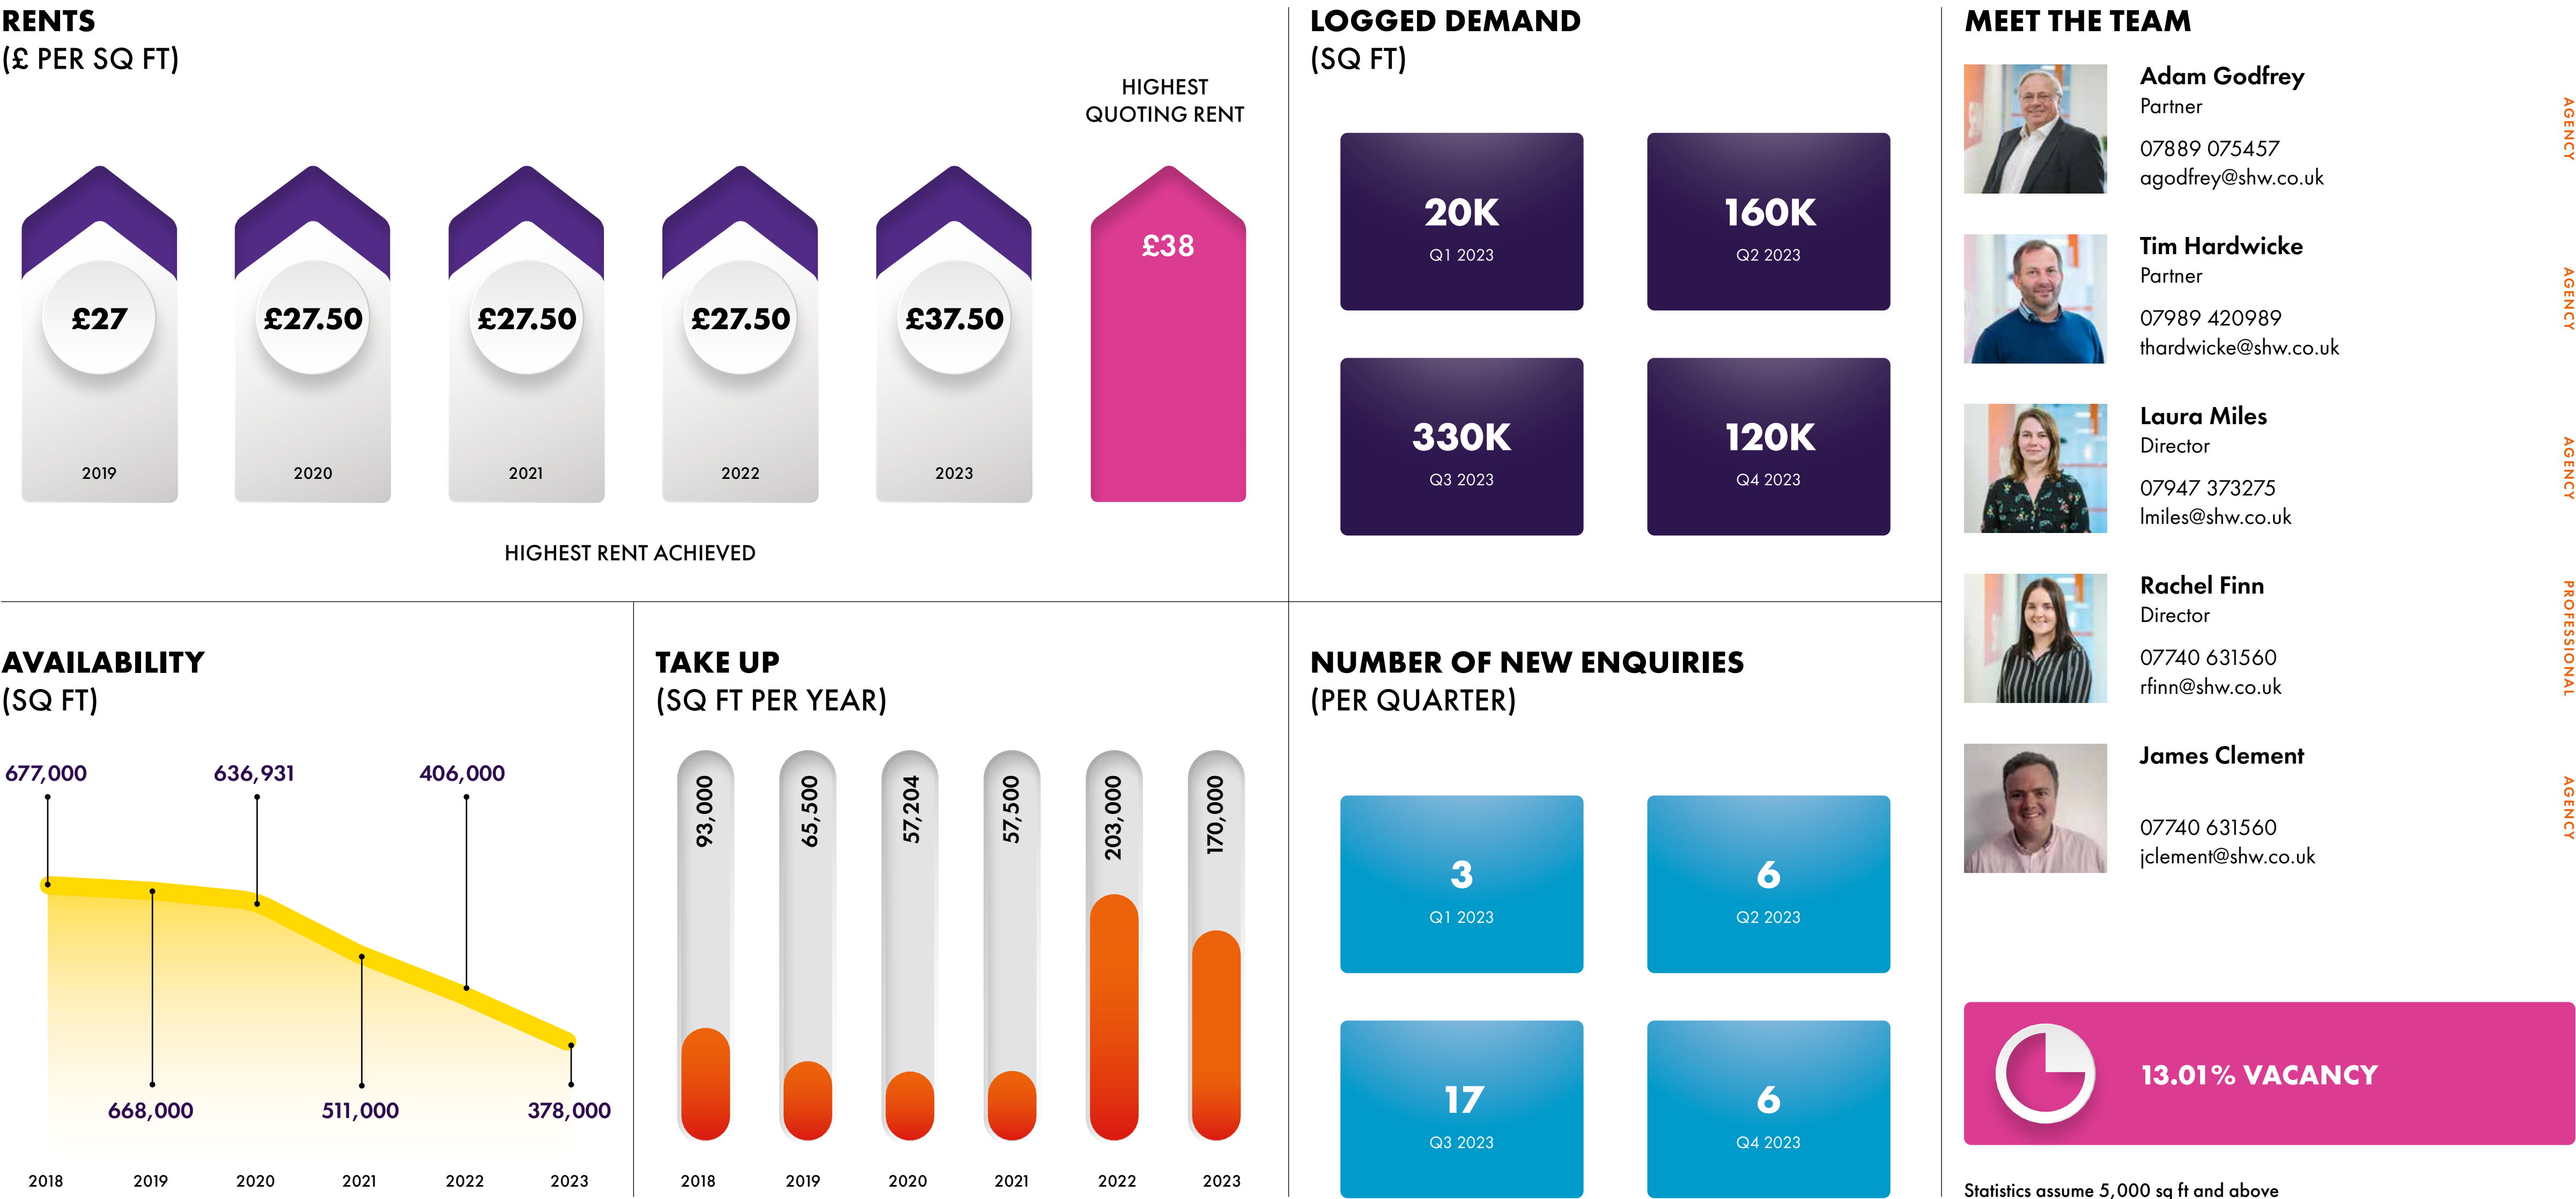 RENTS
(£ PER SQ FT)
HIGHEST
QUOTING RENT
£27
£27.50
£27.50
£27.50
£37.50
£38
2019
2020
2021
2022
2023
HIGHEST RENT ACHIEVED
LOGGED DEMAND
(SQ FT)
20K
Q1 2023
160K
Q2 2023
330K
Q3 2023
120K
Q4 2023
AVAILABILITY
(SQ FT)
677,000
636,931
406,000
668,000
511,000
378,000
2018
2019
2020
2021
2022
2023
TAKE UP
(SQ FT PER YEAR)
93,000
65,500
57,204
57,500
203,000
170,000
2018
2019
2020
2021
2022
2023
NUMBER OF NEW ENQUIRIES
(PER QUARTER)
3
Q1 2023
6
Q2 2023
17
Q3 2023
6
Q4 2023
MEET THE TEAM
Adam Godfrey
Partner
07889 075457
agodfrey@shw.co.uk
AGENCY
Tim Hardwicke
Partner
07989 420989
thardwicke@shw.co.uk
AGENCY
Laura Miles
Director
07947 373275
lmiles@shw.co.uk
AGENCY
Rachel Finn
Director
07740 631560
rfinn@shw.co.uk
PROFESSIONAL
James Clement
07740 631560
jclement@shw.co.uk
AGENCY
13.01% VACANCY
Statistics assume 5,000 sq ft and above